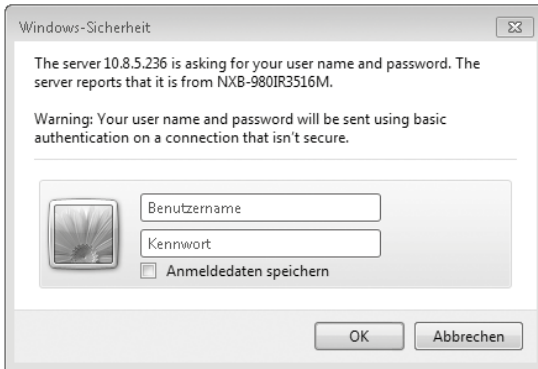 Windows-Sicherheit
The server 10.8.5.236 is asking for your user name and password. The
server reports that it is from NXB-980IR3516M.
Warning: Your user name and password will be sent using basic
authentication on a connection that isn't secure.
Benutzername
Kennwort
Anmeldedaten speichern
OK
Abbrechen